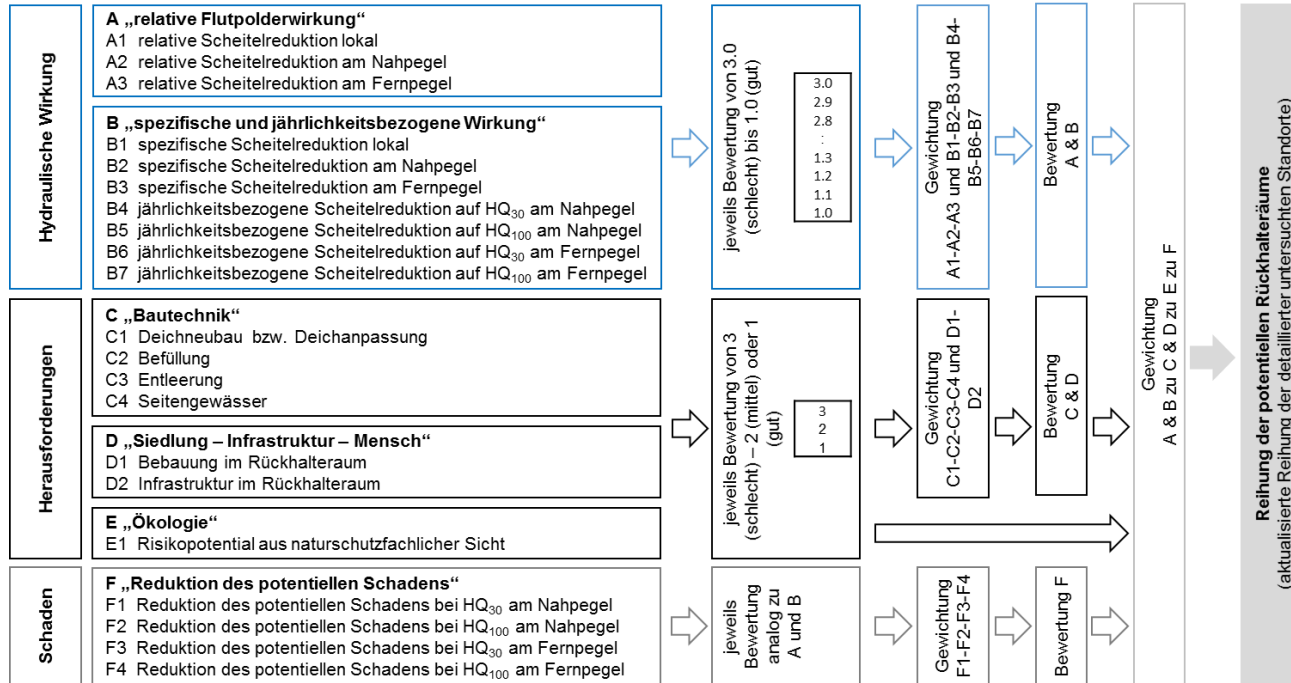 Hydraulische Wirkung
A „relative Flutpolderwirkung“
A1 relative Scheitelreduktion lokal
A2 relative Scheitelreduktion am Nahpegel
A3 relative Scheitelreduktion am Fernpegel
B „spezifische und jährlichkeitsbezogene Wirkung“
B1 spezifische Scheitelreduktion lokal
B2 spezifische Scheitelreduktion am Nahpegel
B3 spezifische Scheitelreduktion am Fernpegel
B4 jährlichkeitsbezogene Scheitelreduktion auf HQ30 am Nahpegel
B5 jährlichkeitsbezogene Scheitelreduktion auf HQ100 am Nahpegel
B6 jährlichkeitsbezogene Scheitelreduktion auf HQ30 am Fernpegel
B7 jährlichkeitsbezogene Scheitelreduktion auf HQ100 am Fernpegel
jeweils Bewertung von 3.0
(schlecht) bis 1.0 (gut)
3.0
2.9
2.8
:
1.3
1.2
1.1
1.0
Gewichtung
A1-A2-A3 und B1-B2-B3 und B4-
B5-B6-B7
Bewertung
A & B
Herausforderungen
C „Bautechnik“
C1 Deichneubau bzw. Deichanpassung
C2 Befüllung
C3 Entleerung
C4 Seitengewässer
D „Siedlung – Infrastruktur – Mensch“
D1 Bebauung im Rückhalteraum
D2 Infrastruktur im Rückhalteraum
E „Ökologie“
E1 Risikopotential aus naturschutzfachlicher Sicht
jeweils Bewertung von 3
(schlecht) – 2 (mittel) oder 1
(gut)
3
2
1
Gewichtung
C1-C2-C3-C4 und D1-
D2
Bewertung
C & D
Schaden
F „Reduktion des potentiellen Schadens“
F1 Reduktion des potentiellen Schadens bei HQ30 am Nahpegel
F2 Reduktion des potentiellen Schadens bei HQ100 am Nahpegel
F3 Reduktion des potentiellen Schadens bei HQ30 am Fernpegel
F4 Reduktion des potentiellen Schadens bei HQ100 am Fernpegel
jeweils
Bewertung
analog zu
A und B
Gewichtung
F1-F2-F3-F4
Bewertung F
Gewichtung
A & B zu C & D zu E zu F
Reihung der potentiellen Rückhalteräume
(aktualisierte Reihung der detaillierter untersuchten Standorte)